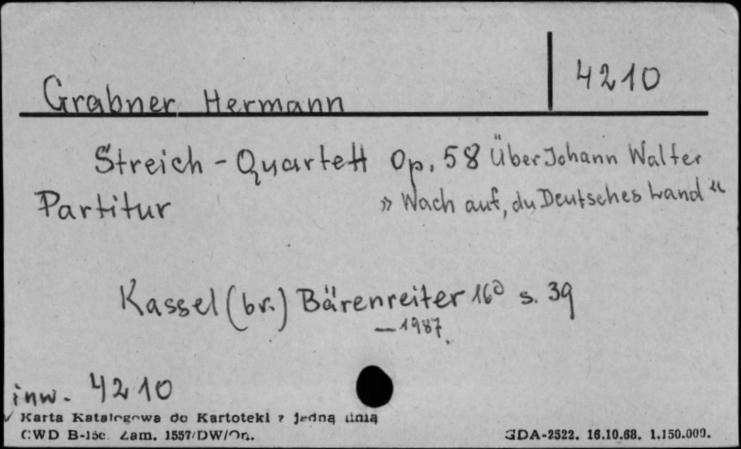 4210
Grabner Hermann
Streich-Quartett Op. 58 Über Johann Walter
Partitur » Wach auf, du Deutsches Land «
Kassel (br.) Bärenreiter 16° s. 39
— 1987.
inw. 4210
Karta Katalogowa do Kartoteki z jedną linią
CWD B-15c. Zam. 1557/DW/On.
GDA-2522. 16.10.68. 1.150.000.